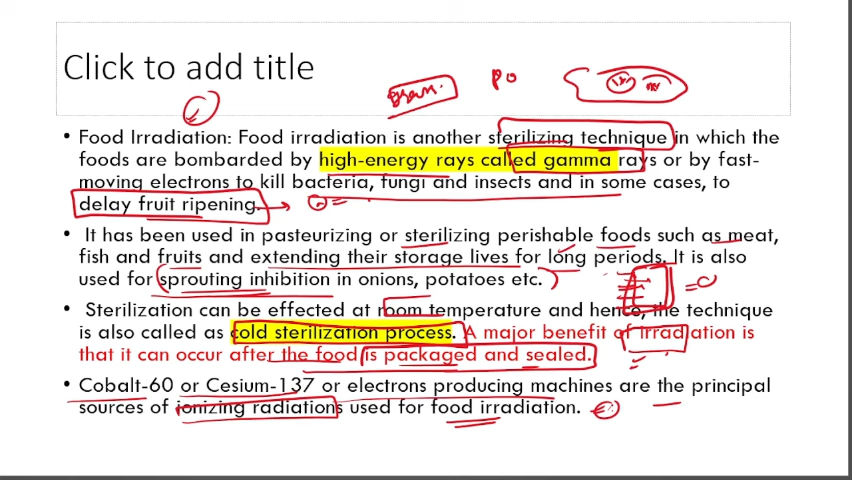 Click to add title
po
• Food Irradiation: Food irradiation is another sterilizing technique in which the
foods are bombarded by high-energy rays called gamma rays or by fast-
moving electrons to kill bacteria, fungi and insects and in some cases, to
delay fruit ripening.
• It has been used in pasteurizing or sterilizing perishable foods such as meat,
fish and fruits and extending their storage lives for long periods. It is also
used for sprouting inhibition in onions, potatoes etc.
• Sterilization can be effected at room temperature and hence, the technique
is also called as cold sterilization process. A major benefit of irradiation is
that it can occur after the food is packaged and sealed.
• Cobalt-60 or Cesium-137 or electrons producing machines are the principal
sources of ionizing radiations used for food irradiation.